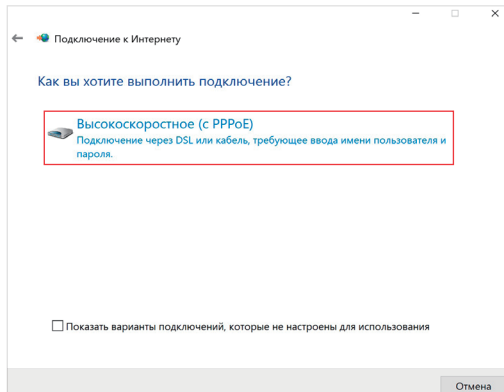 Подключение к Интернету
Как вы хотите выполнить подключение?
Высокоскоростное (с PPPoE)
Подключение через DSL или кабель, требующее ввода имени пользователя и
пароля.
Показать варианты подключений, которые не настроены для использования
Отмена